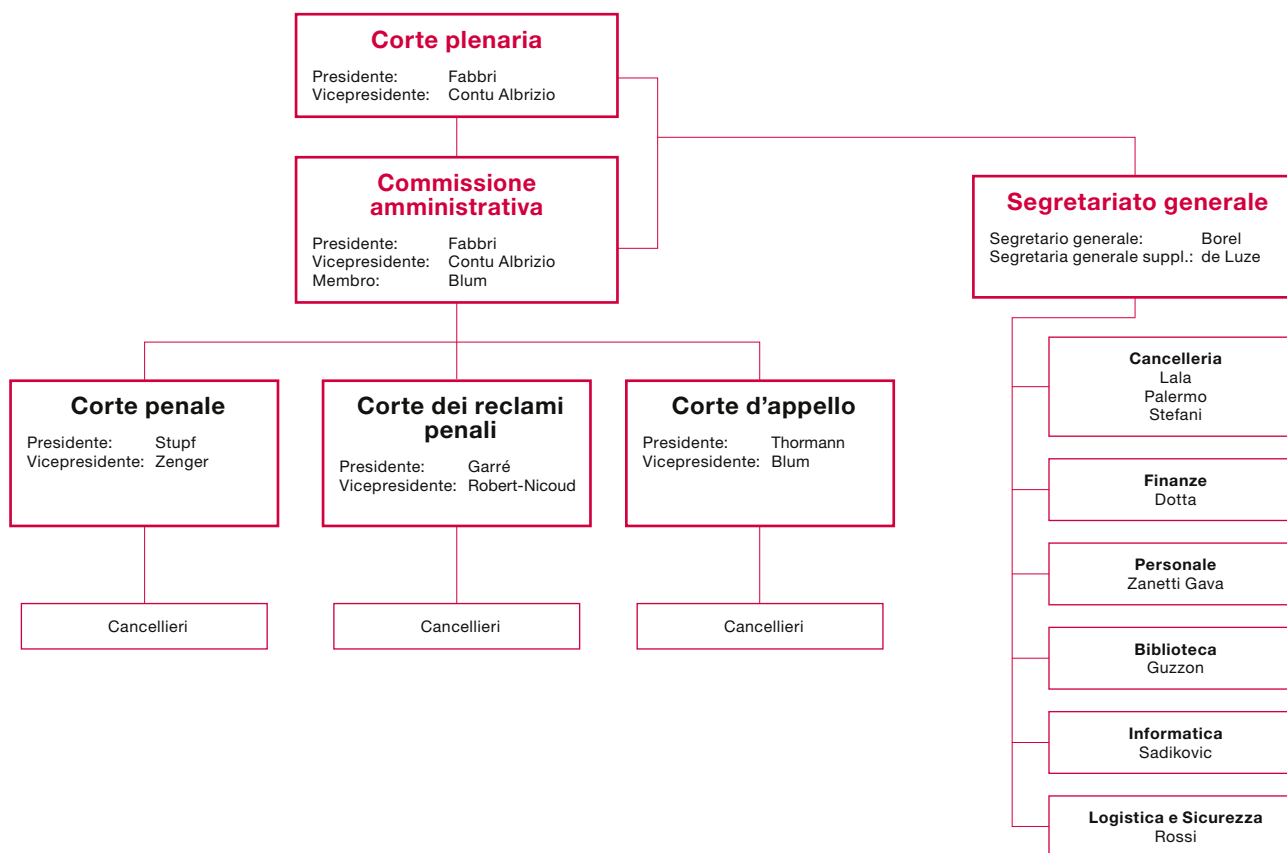 Corte plenaria
Presidente: Fabbri
Vicepresidente: Contu Albrizio
Commissione
amministrativa
Presidente: Fabbri
Vicepresidente: Contu Albrizio
Membro: Blum
Segretariato generale
Segretario generale: Borel
Segretaria generale suppl.: de Luze
Corte penale
Presidente: Stupf
Vicepresidente: Zenger
Corte dei reclami
penali
Presidente: Garré
Vicepresidente: Robert-Nicoud
Corte d'appello
Presidente: Thormann
Vicepresidente: Blum
Cancellieri
Cancellieri
Cancellieri
Cancelleria
Lala
Palermo
Stefani
Finanze
Dotta
Personale
Zanetti Gava
Biblioteca
Guzzon
Informatica
Sadikovic
Logistica e Sicurezza
Rossi